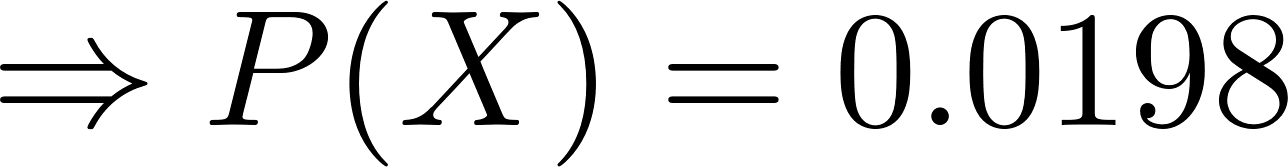 ⇒ P(X) = 0.0198